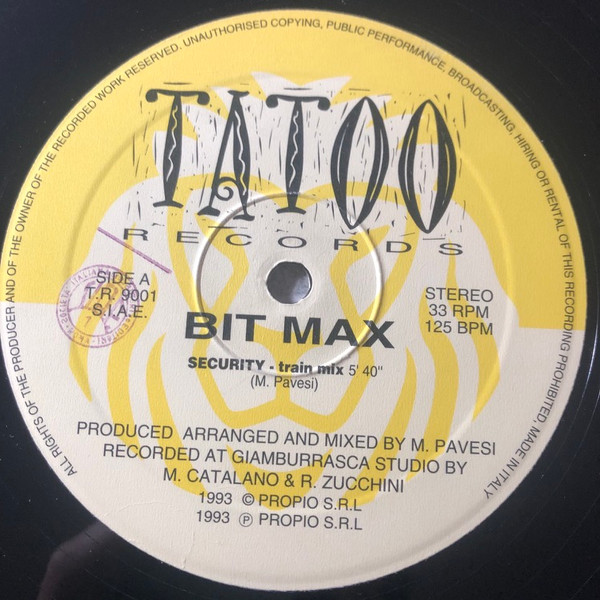 ALL RIGHTS OF THE PRODUCER AND OF THE OWNER OF THE RECORDED WORK RESERVED. UNAUTHORISED COPYING, PUBLIC PERFORMANCE, BROADCASTING, HIRING OR RENTAL OF THIS RECORDING PROHIBITED. MADE IN ITALY
TATOO
RECORDS
SIDE A
T.R. 9001
S.I.A.E.
STEREO
33 RPM
125 BPM
BIT MAX
SECURITY - train mix 5' 40"
(M. Pavesi)
PRODUCED ARRANGED AND MIXED BY M. PAVESI
RECORDED AT GIAMBURRASCA STUDIO BY
M. CATALANO & R. ZUCCHINI
1993 © PROPIO S.R.L
1993 ℗ PROPIO S.R.L